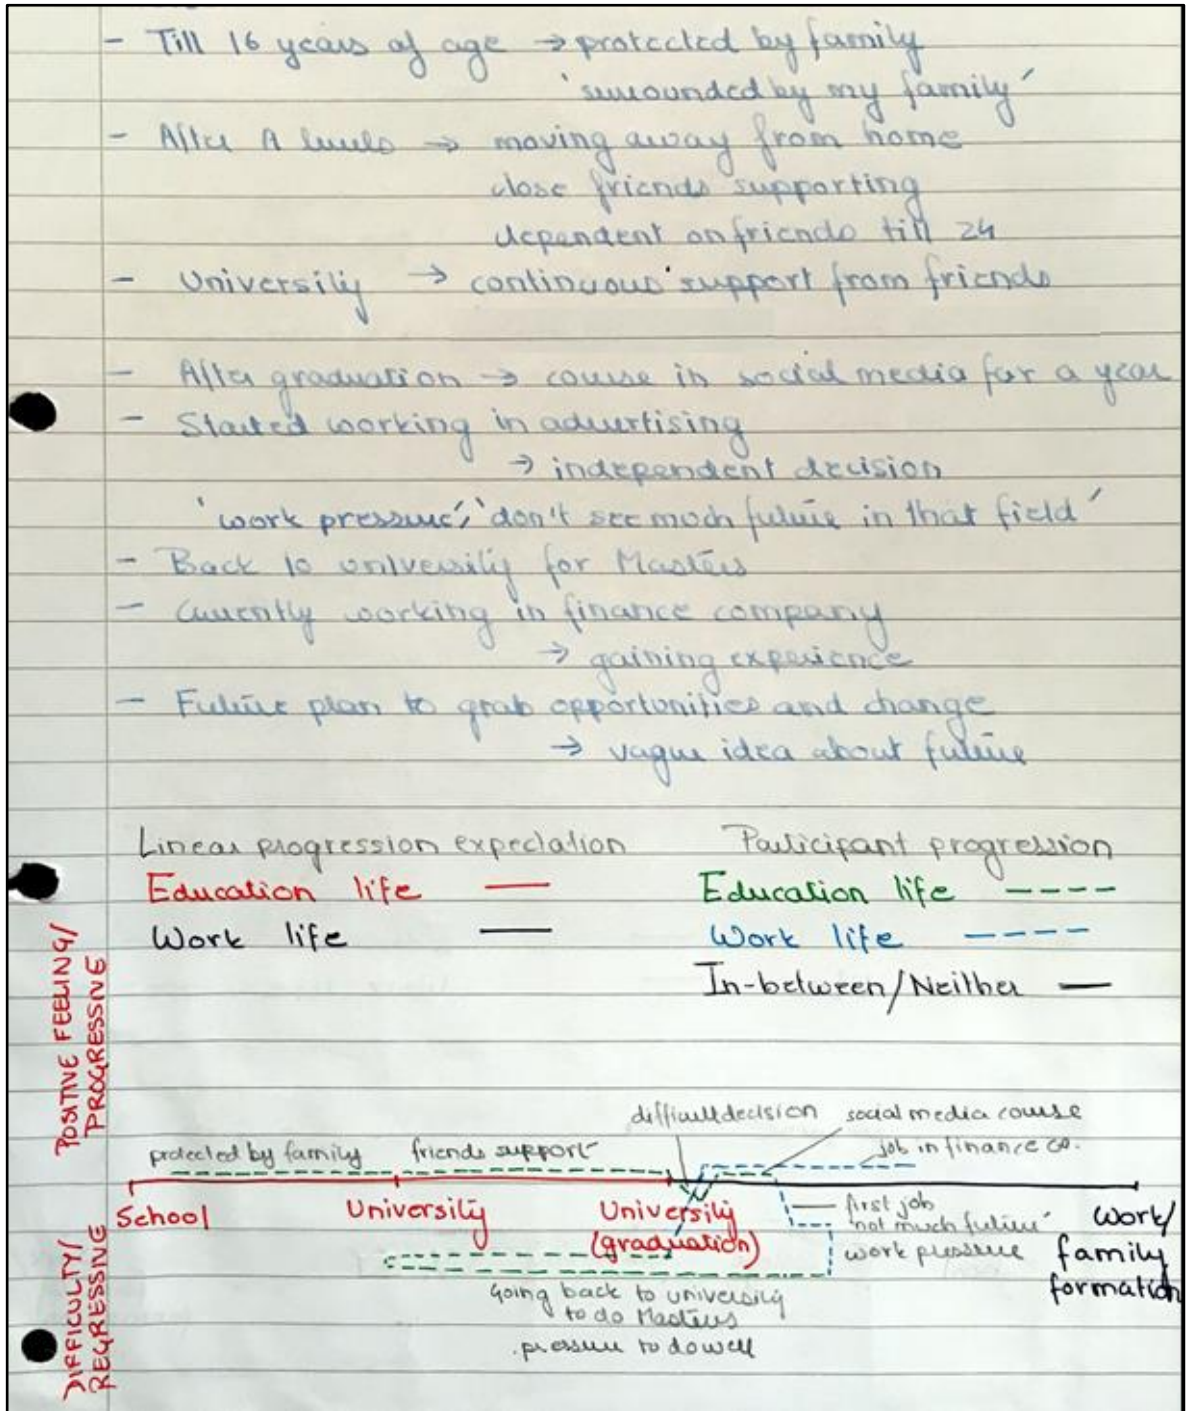 - Till 16 years of age → protected by family
'surrounded by my family'
- After A levels → moving away from home
close friends supporting
dependent on friends till 24
- University → continuous support from friends
- After graduation → course in social media for a year
- Started working in advertising
→ independent decision
'work pressure', 'don't see much future in that field'
- Back to university for Masters
- Currently working in finance company
→ gaining experience
- Future plan to grab opportunities and change
→ vague idea about future
Linear progression expectation
Education life
Work life
Participant progression
Education life
Work life
In-between/Neither
POSITIVE FEELING/
PROGRESSIVE
DIFFICULTY/
REGRESSIVE
protected by family
friends support
difficult decision
social media course
job in finance co.
School
University
University
(graduation)
first job
not much future
work pressure
Work/
family
formation
Going back to university
to do Masters
pressure to do well